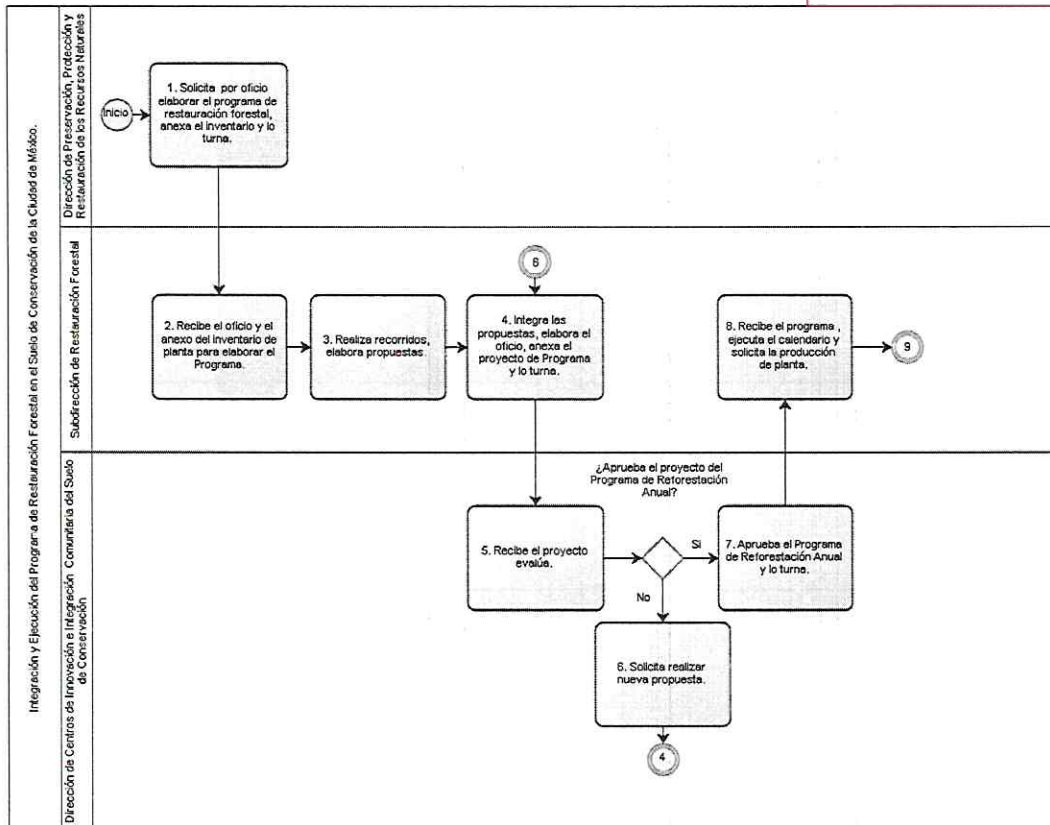 Integración y Ejecución del Programa de Restauración Forestal en el Suelo de Conservación de la Ciudad de México.
Dirección de Preservación, Protección y
Restauración de los Recursos Naturales
Inicio
1. Solicita por oficio
elaborar el programa de
restauración forestal,
anexa el inventario y lo
turna.
Subdirección de Restauración Forestal
2. Recibe el oficio y el
anexo del inventario de
planta para elaborar el
Programa.
3. Realiza recorridos,
elabora propuestas.
6
4. Integra las
propuestas, elabora el
oficio, anexa el
proyecto de Programa
y lo turna.
8. Recibe el programa ,
ejecuta el calendario y
solicita la producción
de planta.
9
Dirección de Centros de Innovación e Integración Comunitaria del Suelo
de Conservación
5. Recibe el proyecto
evalúa.
¿Aprueba el proyecto del
Programa de Reforestación
Anual?
Si
No
7. Aprueba el Programa
de Reforestación Anual
y lo turna.
6. Solicita realizar
nueva propuesta.
4